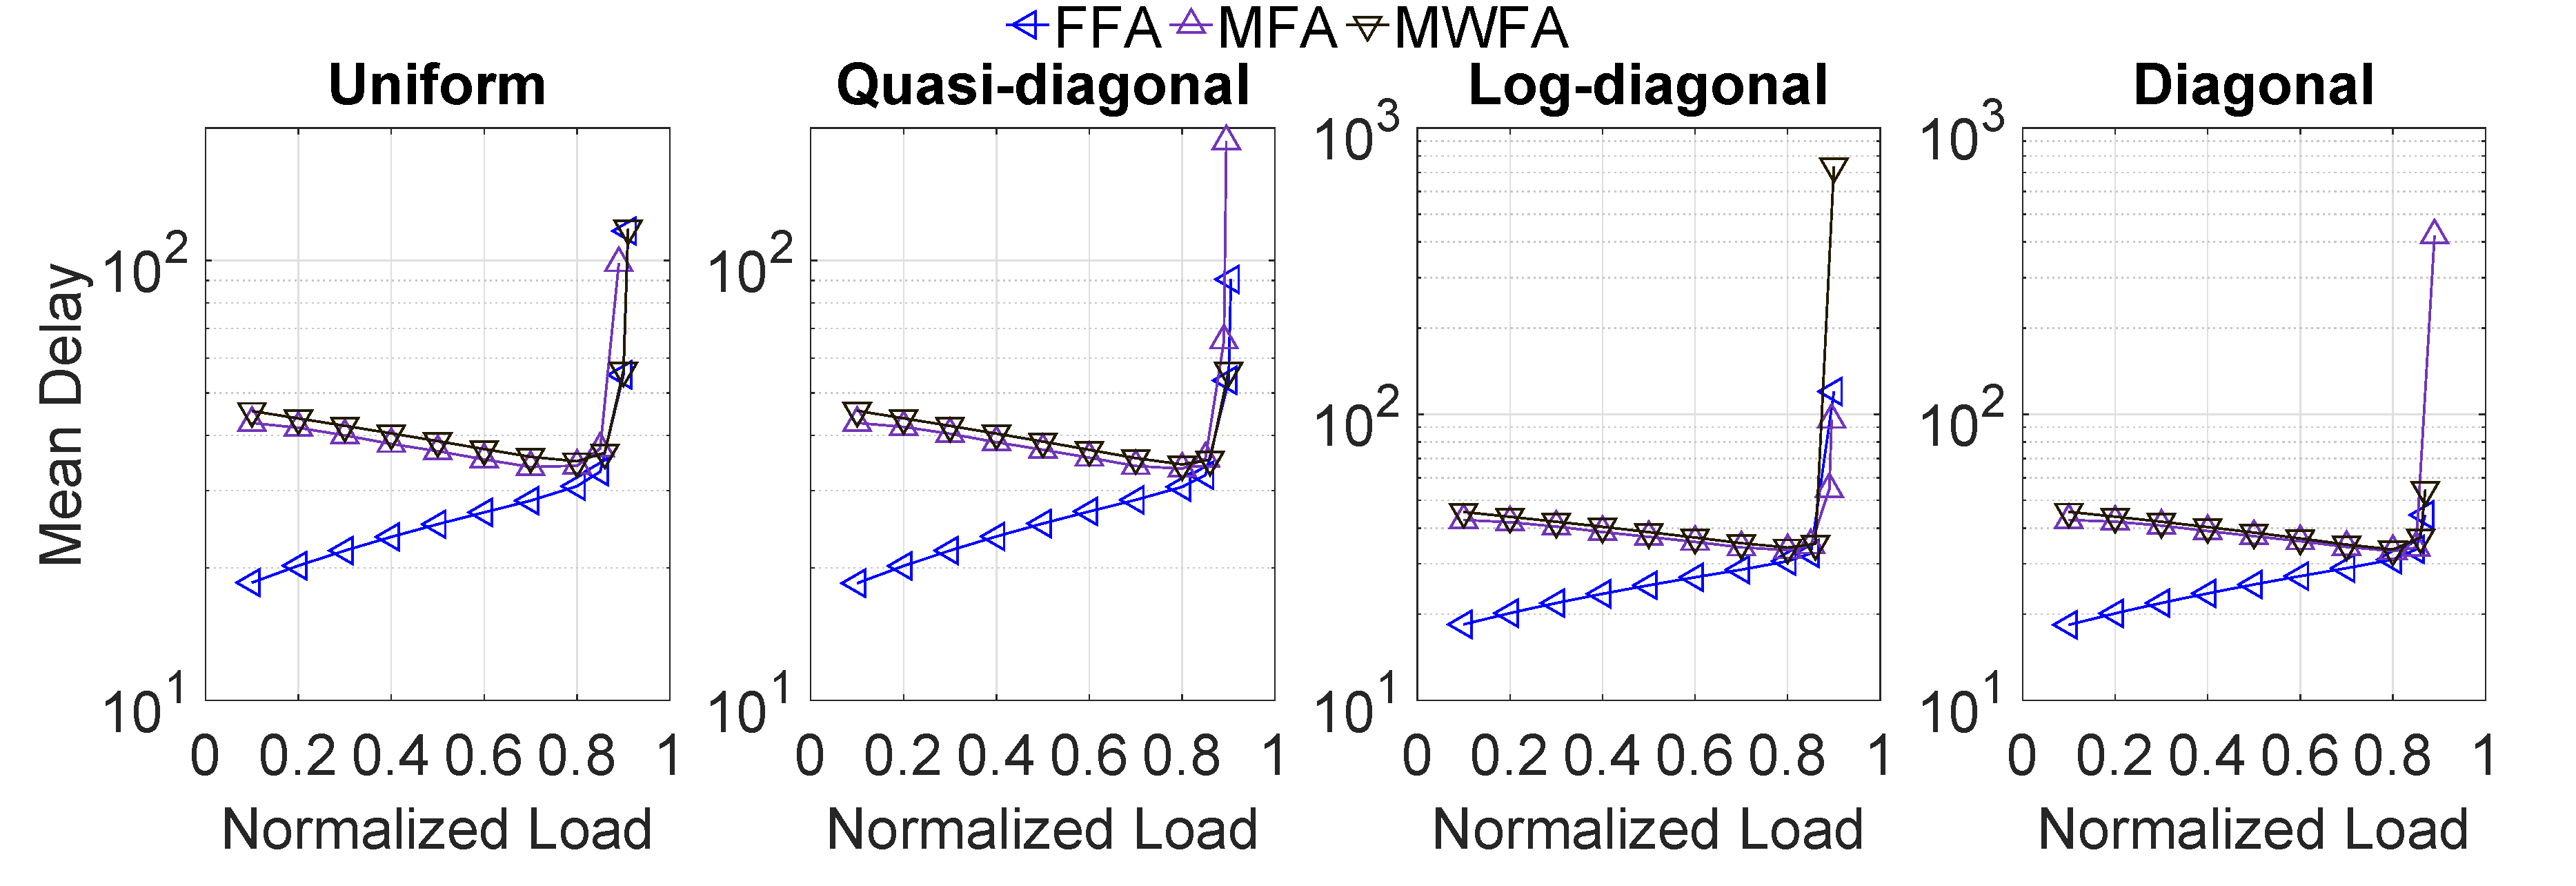 FFA MFA MWFA
Uniform Quasi-diagonal Log-diagonal Diagonal
Mean Delay
10^2 10^1
0 0.2 0.4 0.6 0.8 1
Normalized Load
10^2 10^1
0 0.2 0.4 0.6 0.8 1
Normalized Load
10^3 10^2 10^1
0 0.2 0.4 0.6 0.8 1
Normalized Load
10^3 10^2 10^1
0 0.2 0.4 0.6 0.8 1
Normalized Load